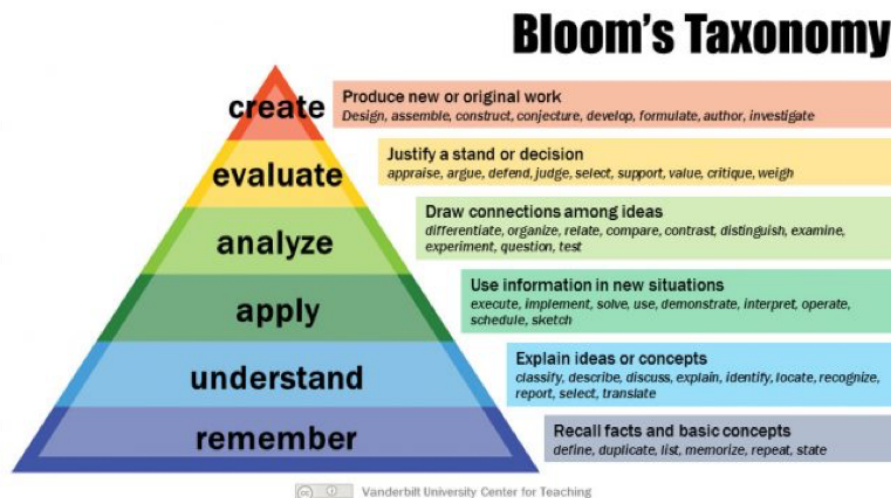 Bloom's Taxonomy
create
Produce new or original work
Design, assemble, construct, conjecture, develop, formulate, author, investigate
evaluate
Justify a stand or decision
appraise, argue, defend, judge, select, support, value, critique, weigh
analyze
Draw connections among ideas
differentiate, organize, relate, compare, contrast, distinguish, examine,
experiment, question, test
apply
Use information in new situations
execute, implement, solve, use, demonstrate, interpret, operate,
schedule, sketch
understand
Explain ideas or concepts
classify, describe, discuss, explain, identify, locate, recognize,
report, select, translate
remember
Recall facts and basic concepts
define, duplicate, list, memorize, repeat, state
cc
Vanderbilt University Center for Teaching